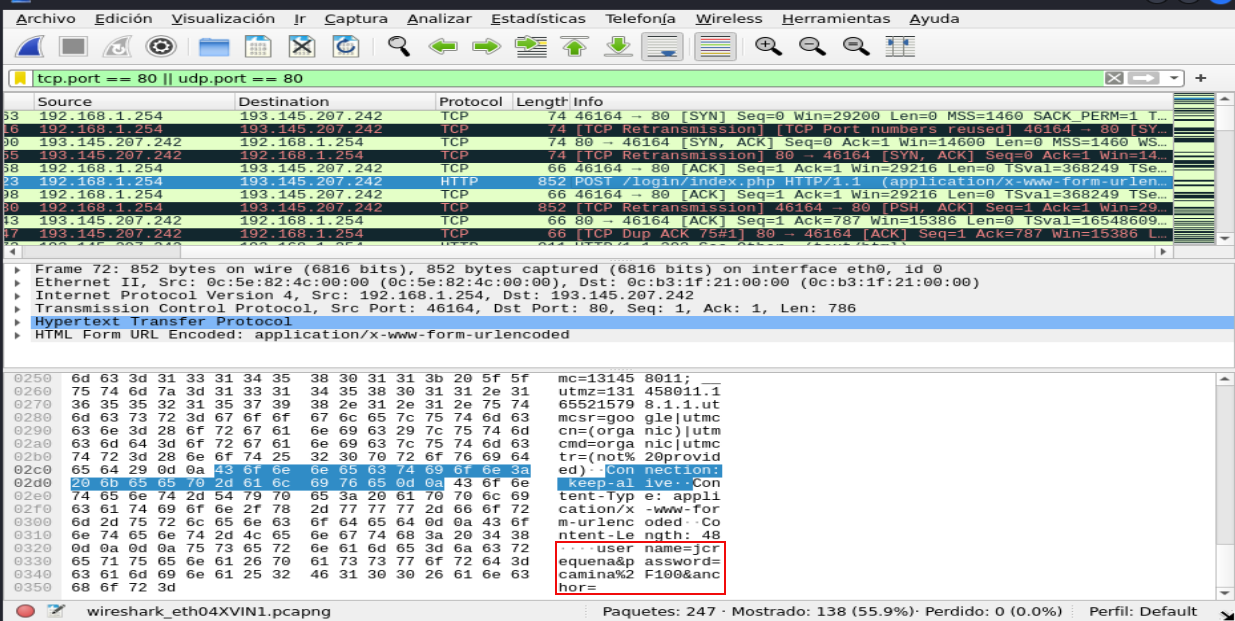 Archivo Edición Visualización Ir Captura Analizar Estadísticas Telefonía Wireless Herramientas Ayuda
tcp.port == 80 || udp.port == 80
Source Destination Protocol Length Info
63 192.168.1.254 193.145.207.242 TCP 74 46164 → 80 [SYN] Seq=0 Win=29200 Len=0 MSS=1460 SACK_PERM=1 T…
16 192.168.1.254 193.145.207.242 TCP 74 [TCP Retransmission] [TCP Port numbers reused] 46164 → 80 [SY…
00 193.145.207.242 192.168.1.254 TCP 74 80 → 46164 [SYN, ACK] Seq=0 Ack=1 Win=14600 Len=0 MSS=1460 WS…
55 193.145.207.242 192.168.1.254 TCP 74 [TCP Retransmission] 80 → 46164 [SYN, ACK] Seq=0 Ack=1 Win=14…
58 192.168.1.254 193.145.207.242 TCP 66 46164 → 80 [ACK] Seq=1 Ack=1 Win=29216 Len=0 TSval=368249 TSe…
23 192.168.1.254 193.145.207.242 HTTP 852 POST /login/index.php HTTP/1.1 (application/x-www-form-urlen…
98 192.168.1.254 193.145.207.242 TCP 66 46164 → 80 [ACK] Seq=1 Ack=1 Win=29216 Len=0 TSval=368249 TSe…
192.168.1.254 193.145.207.242 TCP 852 [TCP Retransmission] 46164 → 80 [PSH, ACK] Seq=1 Ack=1 Win=29…
43 193.145.207.242 192.168.1.254 TCP 66 80 → 46164 [ACK] Seq=1 Ack=787 Win=15386 Len=0 TSval=16548609…
47 193.145.207.242 192.168.1.254 TCP 66 [TCP Dup ACK 75#1] 80 → 46164 [ACK] Seq=1 Ack=787 Win=15386 L…
Frame 72: 852 bytes on wire (6816 bits), 852 bytes captured (6816 bits) on interface eth0, id 0
Ethernet II, Src: 0c:5e:82:4c:00:00 (0c:5e:82:4c:00:00), Dst: 0c:b3:1f:21:00:00 (0c:b3:1f:21:00:00)
Internet Protocol Version 4, Src: 192.168.1.254, Dst: 193.145.207.242
Transmission Control Protocol, Src Port: 46164, Dst Port: 80, Seq: 1, Ack: 1, Len: 786
Hypertext Transfer Protocol
HTML Form URL Encoded: application/x-www-form-urlencoded
0250 6d 63 3d 31 33 31 34 35 38 30 31 31 3b 20 5f 5f mc=13145 8011; __
0260 75 74 6d 7a 3d 31 33 31 34 35 38 30 31 31 2e 31 utmz=131 458011.1
0270 36 35 35 32 31 35 37 39 38 2e 31 2e 31 2e 75 74 65521579 8.1.1.ut
0280 6d 63 73 72 3d 67 6f 6f 67 6c 65 7c 75 74 6d 63 mcsr=goo gle|utmc
0290 63 6e 3d 28 6f 72 67 61 6e 69 63 29 7c 75 74 6d cn=(orga nic)|utm
02a0 63 6d 64 3d 6f 72 67 61 6e 69 63 7c 75 74 6d 63 cmd=orga nic|utmc
02b0 74 72 3d 28 6e 6f 74 25 32 30 70 72 6f 76 69 64 tr=(not% 20provid
02c0 65 64 29 0d 0a 43 6f 6e 6e 65 63 74 69 6f 6e 3a ed)··Con nection:
02d0 20 6b 65 65 70 2d 61 6c 69 76 65 0d 0a 43 6f 6e keep-al ive··Con
02e0 74 65 6e 74 2d 54 79 70 65 3a 20 61 70 70 6c 69 tent-Typ e: appli
02f0 63 61 74 69 6f 6e 2f 78 2d 77 77 77 2d 66 6f 72 cation/x -www-for
0300 6d 2d 75 72 6c 65 6e 63 6f 64 65 64 0d 0a 43 6f m-urlenc oded··Co
0310 6e 74 65 6e 74 2d 4c 65 6e 67 74 68 3a 20 34 38 ntent-Le ngth: 48
0320 0d 0a 0d 0a 75 73 65 72 6e 61 6d 65 3d 6a 63 72 ····user name=jcr
0330 65 71 75 65 6e 61 26 70 61 73 73 77 6f 72 64 3d equena&p assword=
0340 63 61 6d 69 6e 61 25 32 46 31 30 30 26 61 6e 63 camina%2 F100&anc
0350 68 6f 72 3d hor=
wireshark_eth04XVIN1.pcapng Paquetes: 247 · Mostrado: 138 (55.9%)· Perdido: 0 (0.0%) Perfil: Default